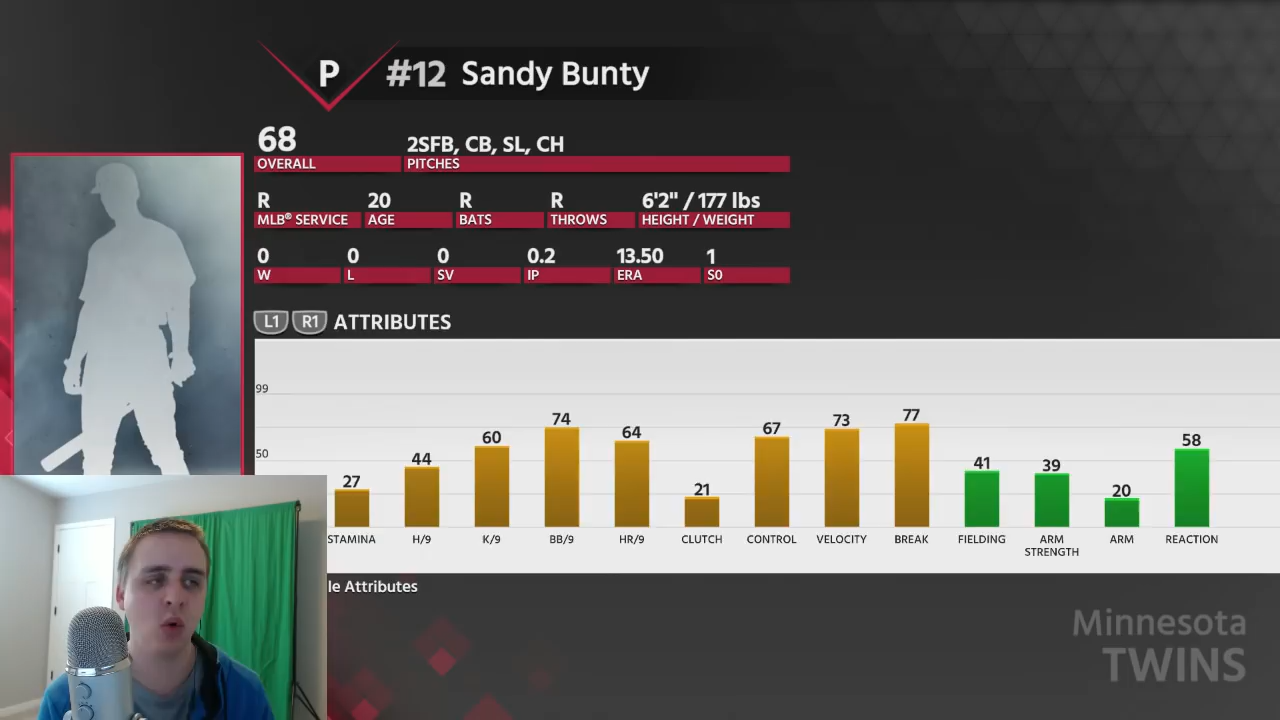 P #12 Sandy Bunty
68 2SFB, CB, SL, CH
OVERALL PITCHES
R 20 R R 6'2" / 177 lbs
MLB® SERVICE AGE BATS THROWS HEIGHT / WEIGHT
0 0 0 0.2 13.50 1
W L SV IP ERA SO
L1 R1 ATTRIBUTES
99
50
27 44 60 74 64 21 67 73 77 41 39 20 58
STAMINA H/9 K/9 BB/9 HR/9 CLUTCH CONTROL VELOCITY BREAK FIELDING ARM STRENGTH ARM REACTION
le Attributes
Minnesota
TWINS